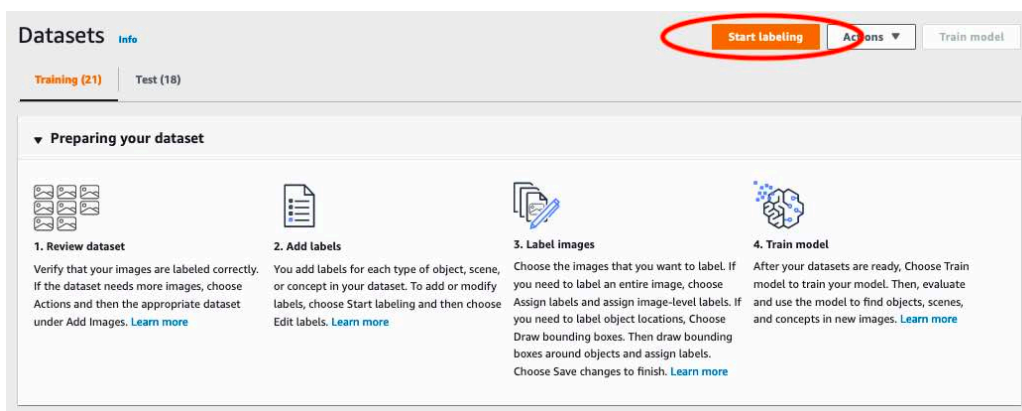 Datasets Info
Start labeling
Actions ▼
Train model
Training (21)
Test (18)
▼ Preparing your dataset
1. Review dataset
Verify that your images are labeled correctly.
If the dataset needs more images, choose
Actions and then the appropriate dataset
under Add Images. Learn more
2. Add labels
You add labels for each type of object, scene,
or concept in your dataset. To add or modify
labels, choose Start labeling and then choose
Edit labels. Learn more
3. Label images
Choose the images that you want to label. If
you need to label an entire image, choose
Assign labels and assign image-level labels. If
you need to label object locations, Choose
Draw bounding boxes. Then draw bounding
boxes around objects and assign labels.
Choose Save changes to finish. Learn more
4. Train model
After your datasets are ready, Choose Train
model to train your model. Then, evaluate
and use the model to find objects, scenes,
and concepts in new images. Learn more